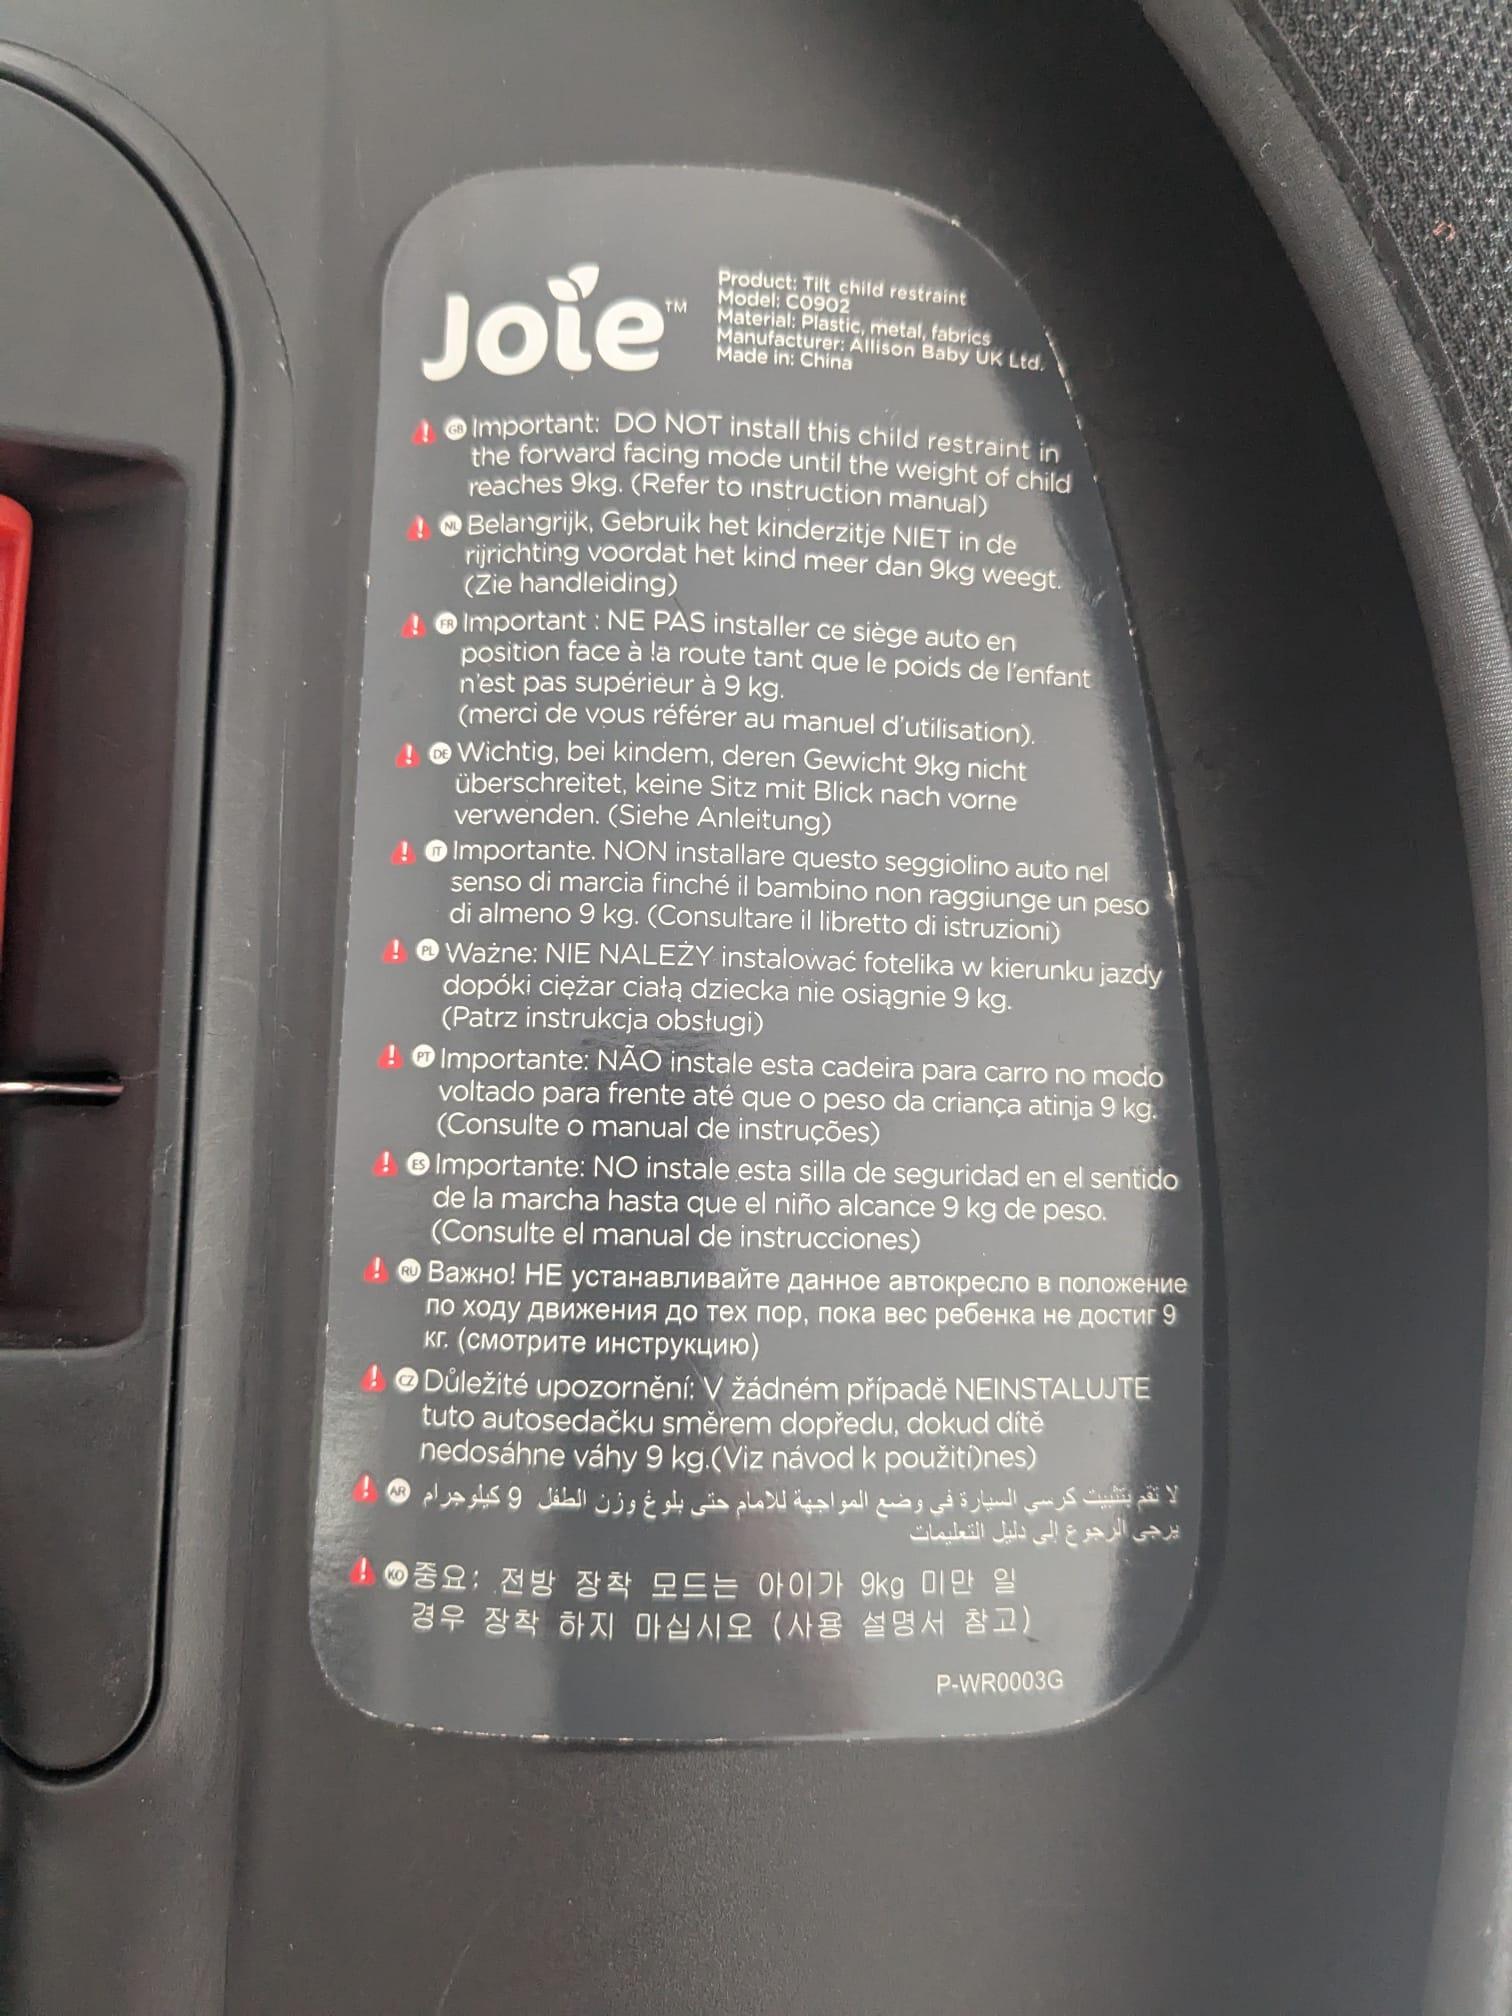 Joie™
Product: Tilt child restraint
Model: C0902
Material: Plastic, metal, fabrics
Manufacturer: Allison Baby UK Ltd.
Made in: China
GB Important: DO NOT install this child restraint in
the forward facing mode until the weight of child
reaches 9kg. (Refer to instruction manual)
NL Belangrijk, Gebruik het kinderzitje NIET in de
rijrichting voordat het kind meer dan 9kg weegt.
(Zie handleiding)
FR Important : NE PAS installer ce siège auto en
position face à la route tant que le poids de l'enfant
n'est pas supérieur à 9 kg.
(merci de vous référer au manuel d'utilisation).
DE Wichtig, bei kindem, deren Gewicht 9kg nicht
überschreitet, keine Sitz mit Blick nach vorne
verwenden. (Siehe Anleitung)
IT Importante. NON installare questo seggiolino auto nel
senso di marcia finché il bambino non raggiunge un peso
di almeno 9 kg. (Consultare il libretto di istruzioni)
PL Ważne: NIE NALEŻY instalować fotelika w kierunku jazdy
dopóki ciężar ciałą dziecka nie osiągnie 9 kg.
(Patrz instrukcja obsługi)
PT Importante: NÃO instale esta cadeira para carro no modo
voltado para frente até que o peso da criança atinja 9 kg.
(Consulte o manual de instruções)
ES Importante: NO instale esta silla de seguridad en el sentido
de la marcha hasta que el niño alcance 9 kg de peso.
(Consulte el manual de instrucciones)
RU Важно! НЕ устанавливайте данное автокресло в положение
по ходу движения до тех пор, пока вес ребенка не достиг 9
кг. (смотрите инструкцию)
CZ Důležité upozornění: V žádném případě NEINSTALUJTE
tuto autosedačku směrem dopředu, dokud dítě
nedosáhne váhy 9 kg.(Viz návod k použití)nes)
AR لا تقم بتثبيت كرسي السيارة في وضع المواجهة للأمام حتى بلوغ وزن الطفل 9 كيلوجرام
يرجى الرجوع إلى دليل التعليمات
KO 중요: 전방 장착 모드는 아이가 9kg 미만 일
경우 장착 하지 마십시오 (사용 설명서 참고)
P-WR0003G